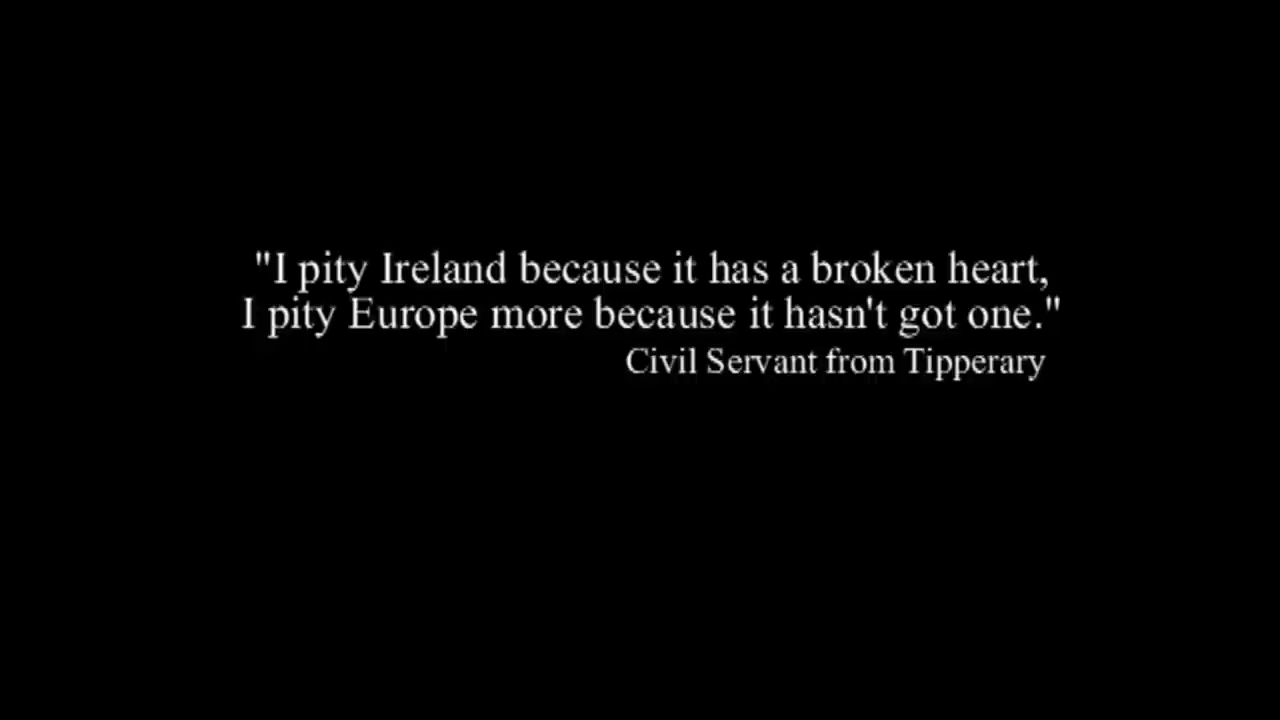 "I pity Ireland because it has a broken heart,
I pity Europe more because it hasn't got one."
Civil Servant from Tipperary